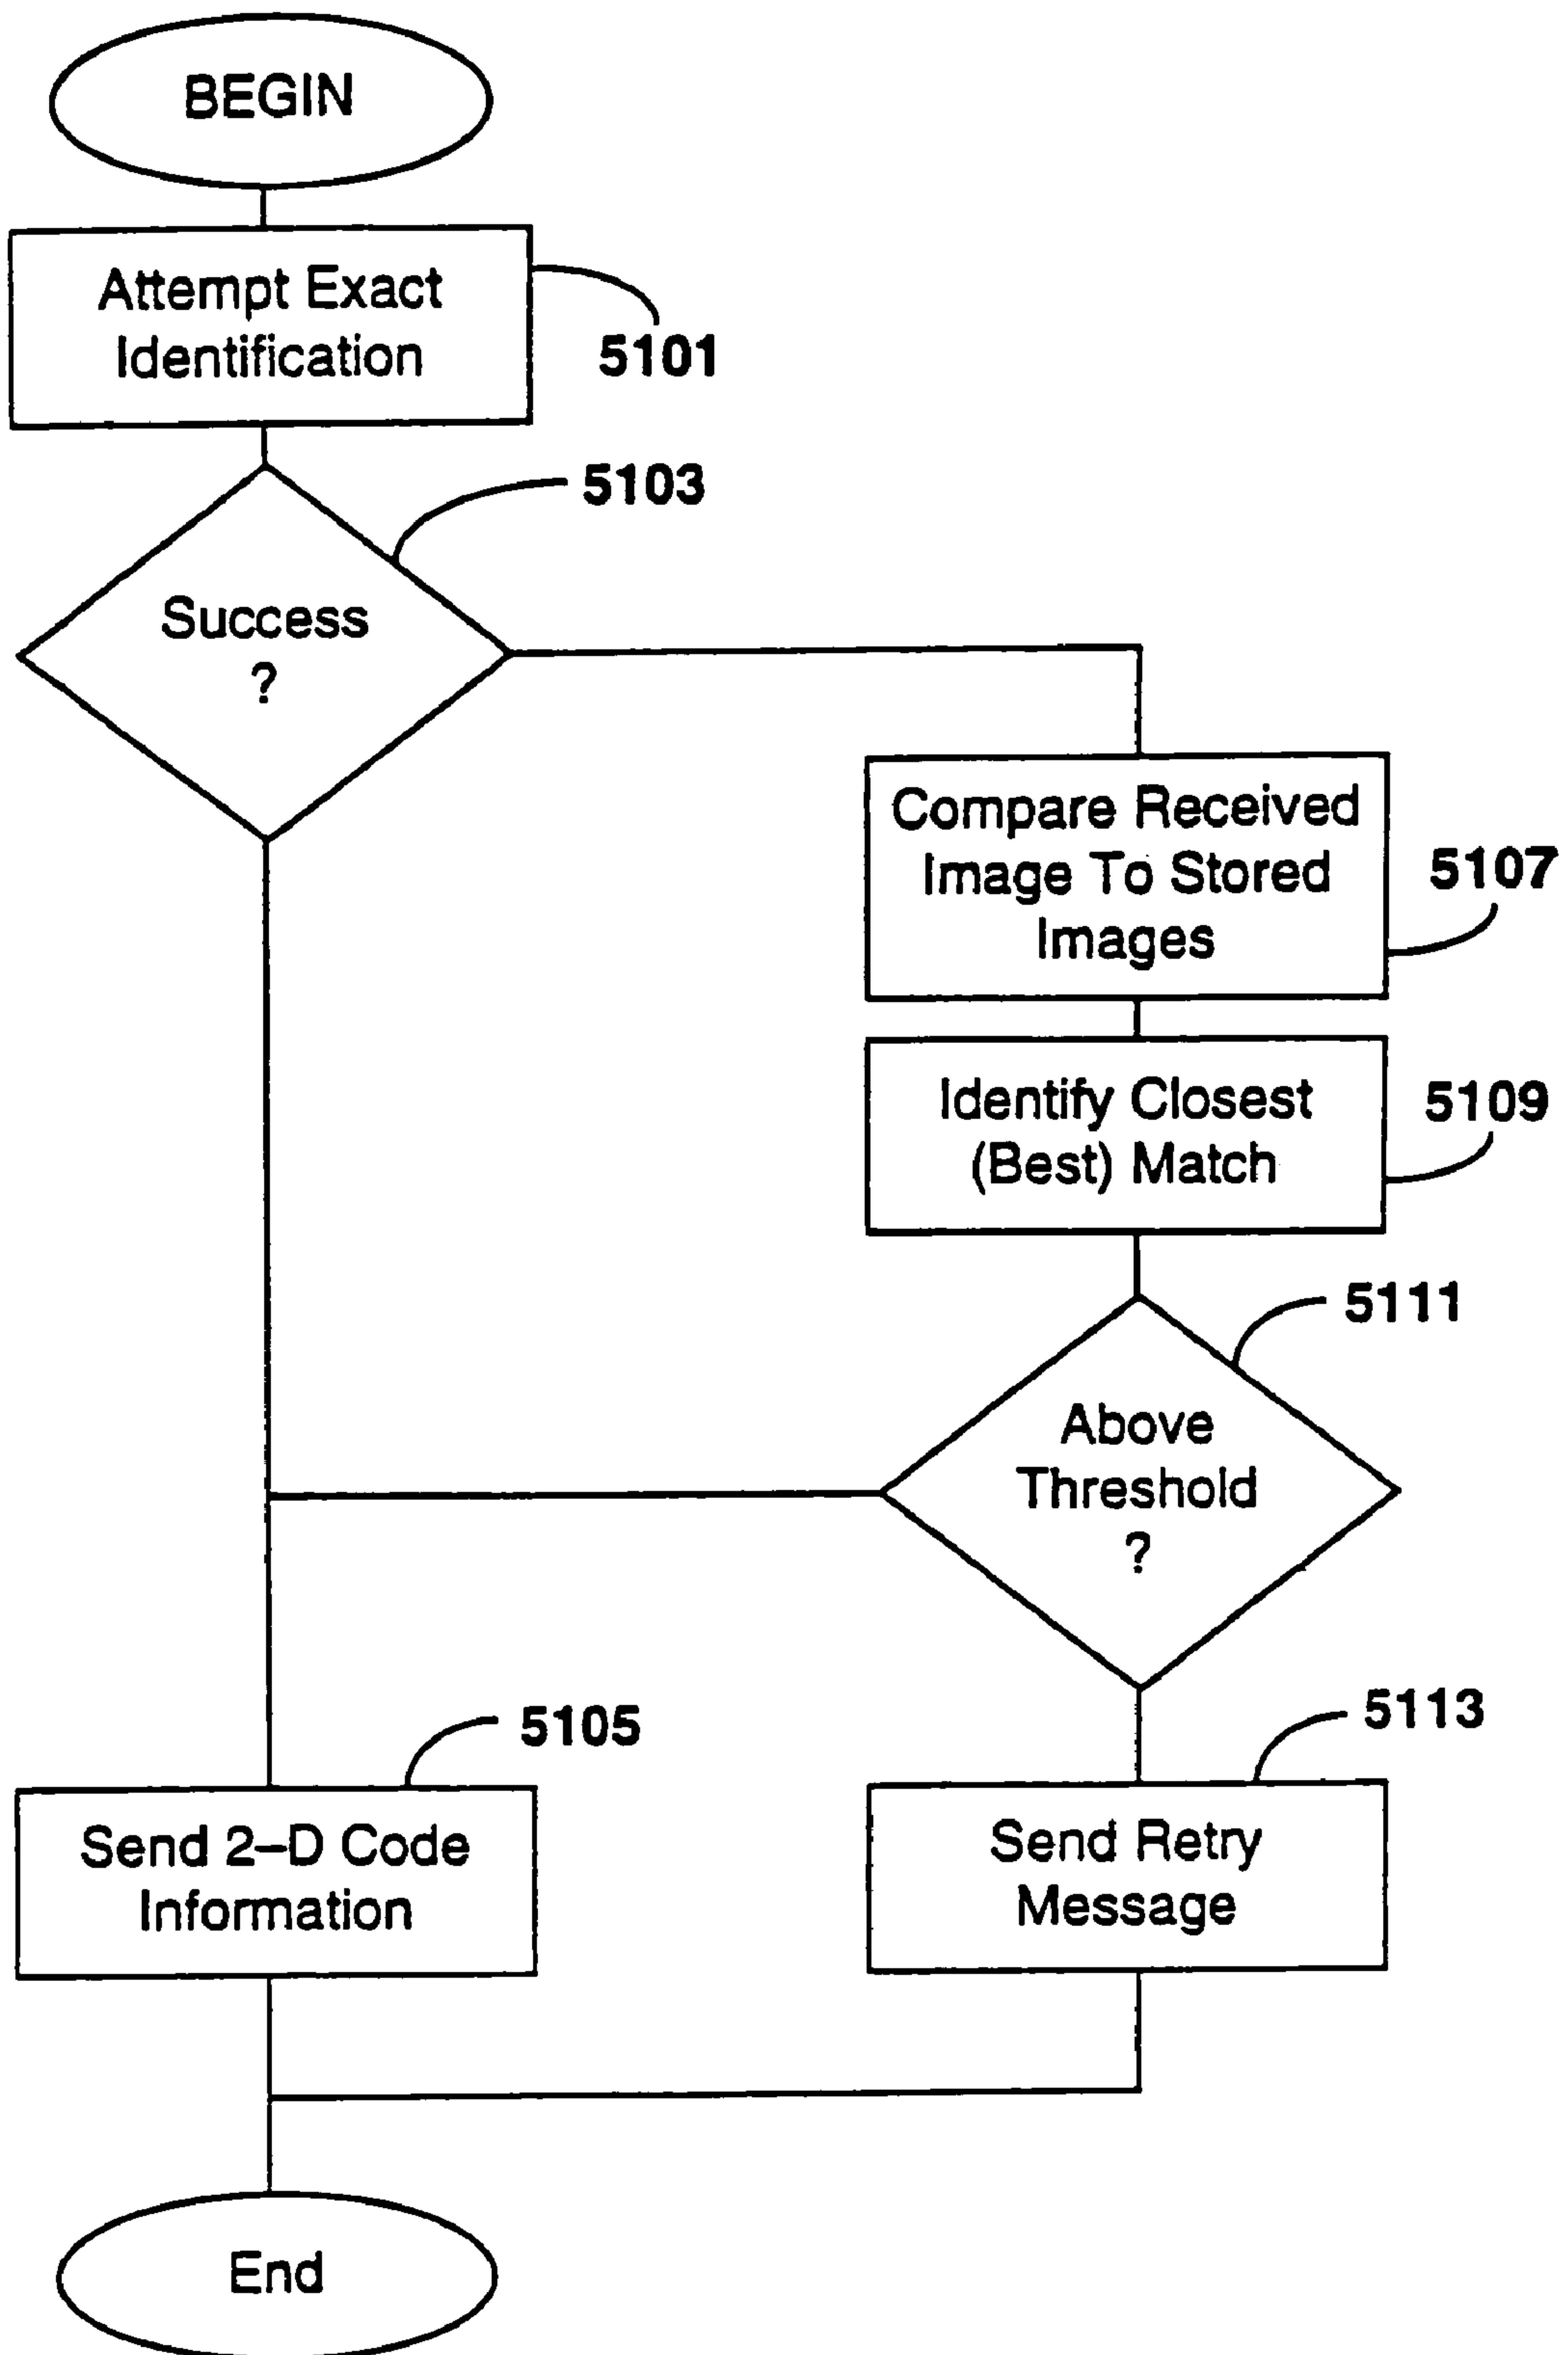 BEGIN
Attempt Exact
Identification
5101
5103
Success
?
Compare Received
Image To Stored
Images
5107
Identify Closest
(Best) Match
5109
5111
Above
Threshold
?
5105
Send 2–D Code
Information
5113
Send Retry
Message
End